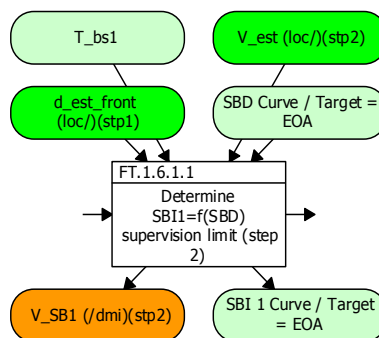 T_bs1
V_est (loc/)(stp2)
d_est_front
(loc/)(stp1)
SBD Curve / Target =
EOA
FT.1.6.1.1
Determine
SBI1=f(SBD)
supervision limit (step
2)
V_SB1 (/dmi)(stp2)
SBI 1 Curve / Target
= EOA